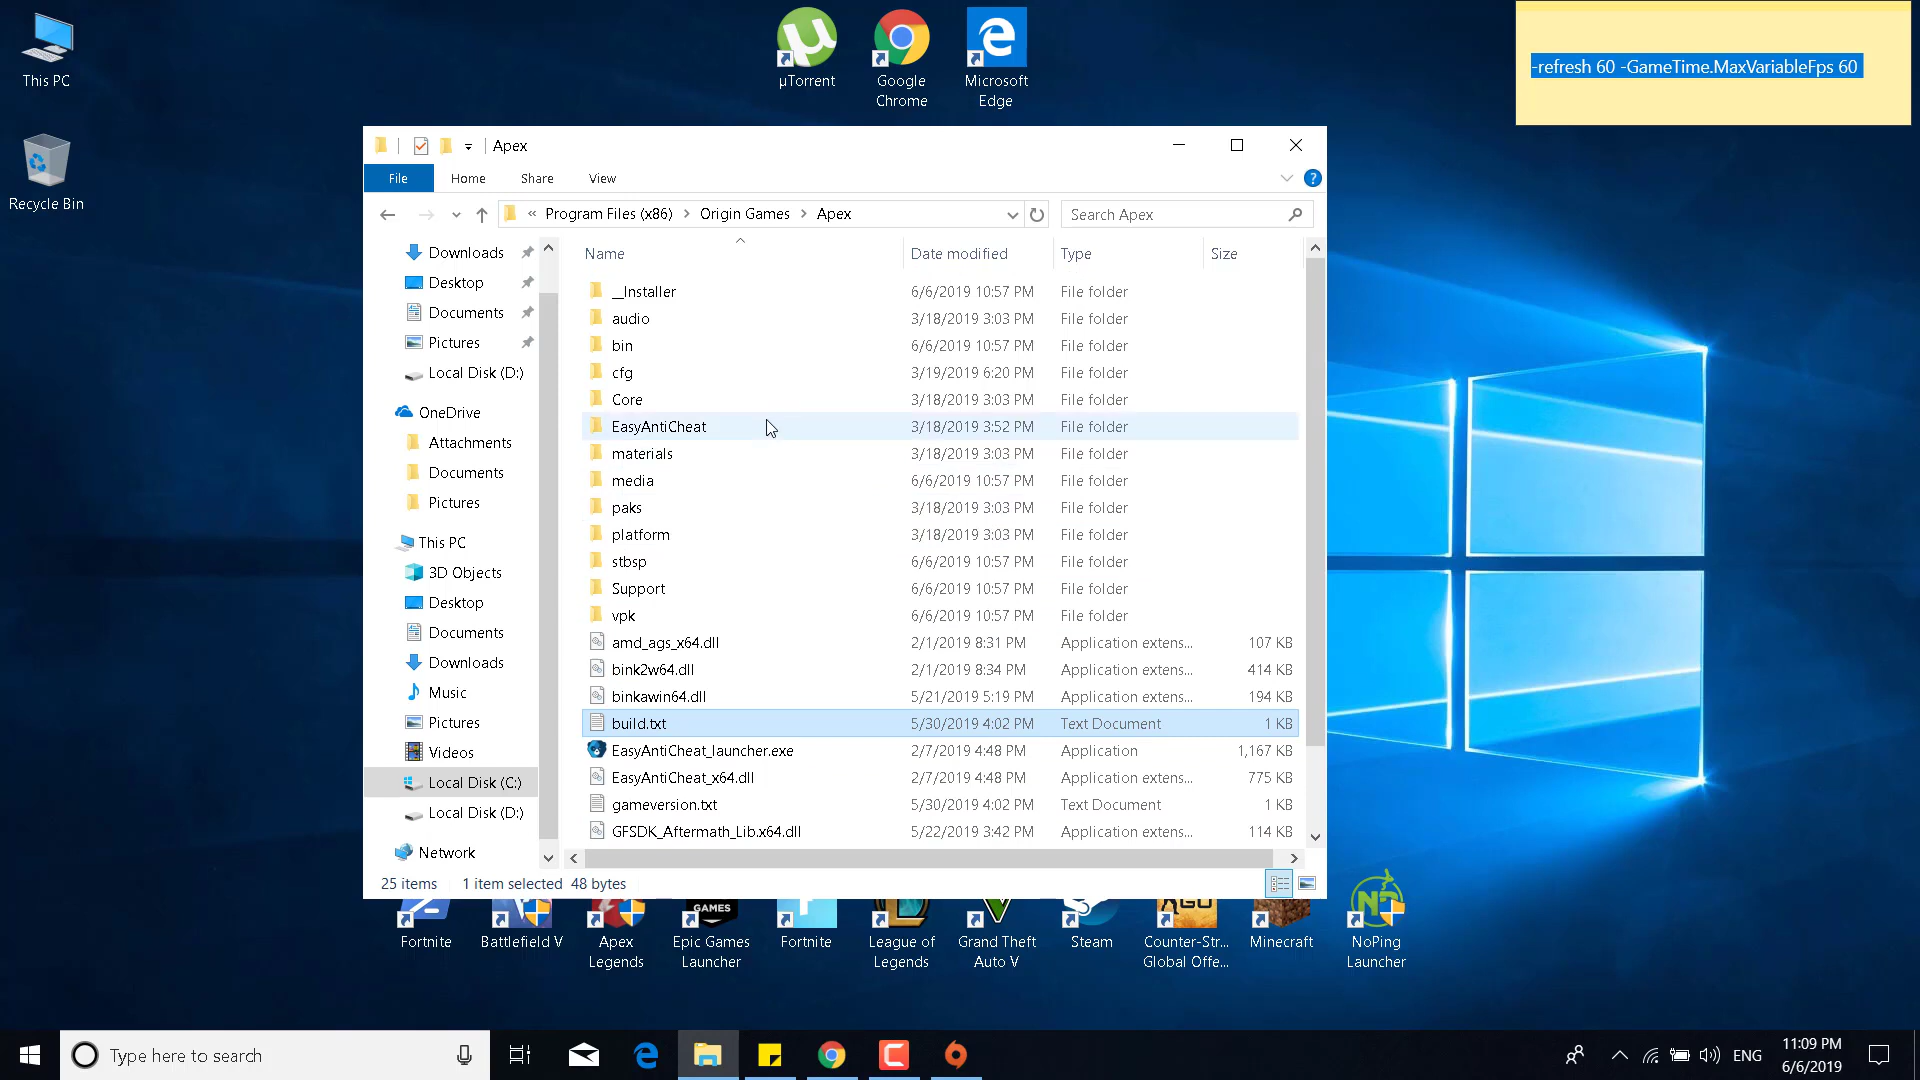 This PC
Recycle Bin
µTorrent
Google
Chrome
Microsoft
Edge
-refresh 60 -GameTime.MaxVariableFps 60
Apex
File Home Share View
« Program Files (x86) > Origin Games > Apex
Search Apex
Downloads
Desktop
Documents
Pictures
Local Disk (D:)
OneDrive
Attachments
Documents
Pictures
This PC
3D Objects
Desktop
Documents
Downloads
Music
Pictures
Videos
Local Disk (C:)
Local Disk (D:)
Network
Name Date modified Type Size
__Installer 6/6/2019 10:57 PM File folder
audio 3/18/2019 3:03 PM File folder
bin 6/6/2019 10:57 PM File folder
cfg 3/19/2019 6:20 PM File folder
Core 3/18/2019 3:03 PM File folder
EasyAntiCheat 3/18/2019 3:52 PM File folder
materials 3/18/2019 3:03 PM File folder
media 6/6/2019 10:57 PM File folder
paks 3/18/2019 3:03 PM File folder
platform 3/18/2019 3:03 PM File folder
stbsp 6/6/2019 10:57 PM File folder
Support 6/6/2019 10:57 PM File folder
vpk 6/6/2019 10:57 PM File folder
amd_ags_x64.dll 2/1/2019 8:31 PM Application extens... 107 KB
bink2w64.dll 2/1/2019 8:34 PM Application extens... 414 KB
binkawin64.dll 5/21/2019 5:19 PM Application extens... 194 KB
build.txt 5/30/2019 4:02 PM Text Document 1 KB
EasyAntiCheat_launcher.exe 2/7/2019 4:48 PM Application 1,167 KB
EasyAntiCheat_x64.dll 2/7/2019 4:48 PM Application extens... 775 KB
gameversion.txt 5/30/2019 4:02 PM Text Document 1 KB
GFSDK_Aftermath_Lib.x64.dll 5/22/2019 3:42 PM Application extens... 114 KB
25 items 1 item selected 48 bytes
GAMES
Fortnite
Battlefield V
Apex
Legends
Epic Games
Launcher
Fortnite
League of
Legends
Grand Theft
Auto V
Steam
Counter-Str...
Global Offe...
Minecraft
NoPing
Launcher
Type here to search
ENG
11:09 PM
6/6/2019